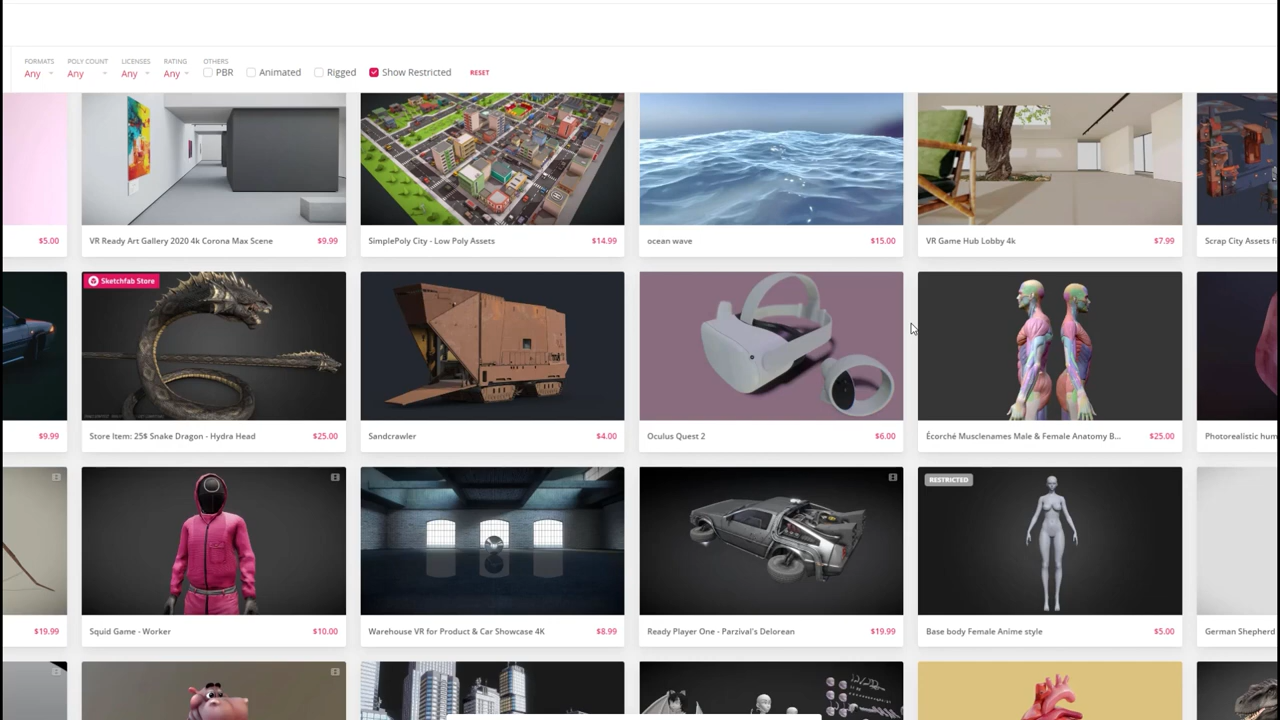 FORMATS POLY COUNT LICENSES RATING OTHERS
Any Any Any Any PBR Animated Rigged Show Restricted RESET
$5.00 VR Ready Art Gallery 2020 4k Corona Max Scene $9.99 SimplePoly City - Low Poly Assets $14.99 ocean wave $15.00 VR Game Hub Lobby 4k $7.99 Scrap City Assets
Sketchfab Store
$9.99 Store Item: 25$ Snake Dragon - Hydra Head $25.00 Sandcrawler $4.00 Oculus Quest 2 $6.00 Écorché Musclenames Male & Female Anatomy B... $25.00 Photorealistic hum
RESTRICTED
$19.99 Squid Game - Worker $10.00 Warehouse VR for Product & Car Showcase 4K $8.99 Ready Player One - Parzival's Delorean $19.99 Base body Female Anime style $5.00 German Shepherd